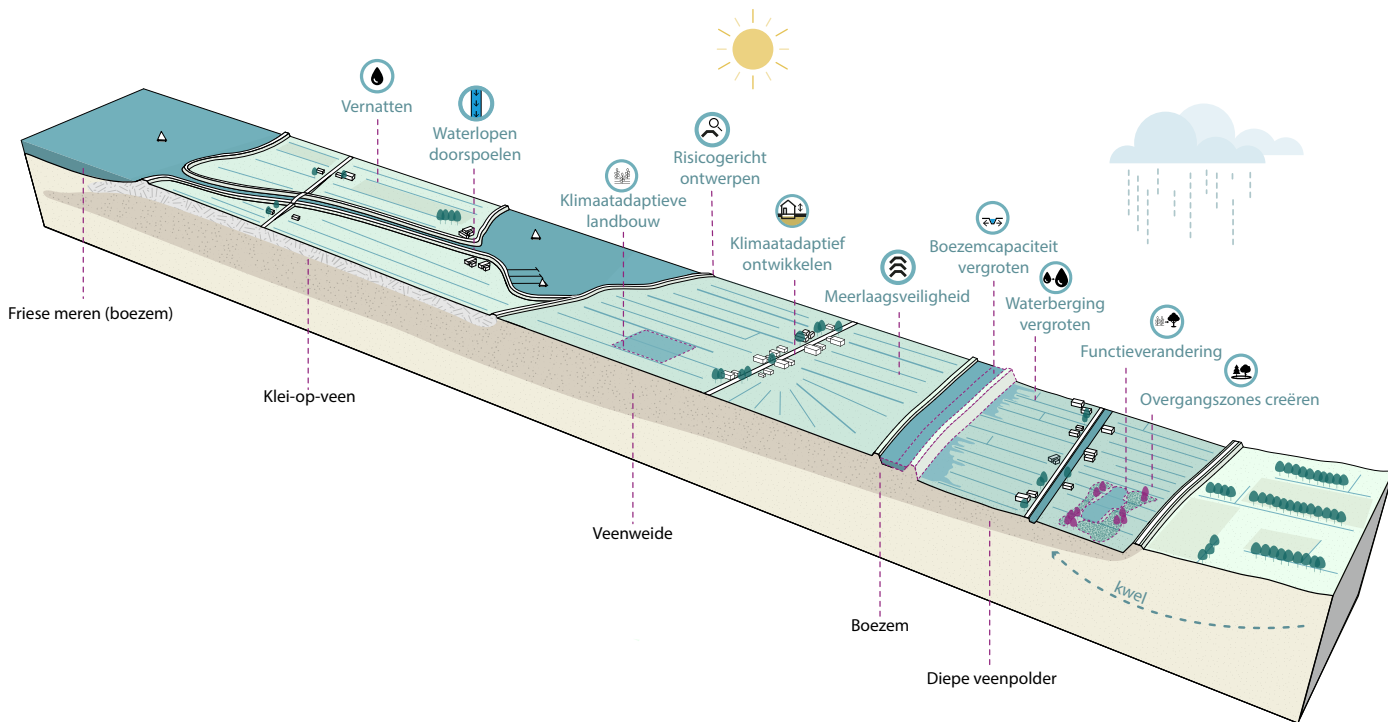 Vernatten
Waterlopen
doorspoelen
Klimaatadaptieve
landbouw
Risicogericht
ontwerpen
Klimaatadaptief
ontwikkelen
Meerlaagsveiligheid
Boezemcapaciteit
vergroten
Waterberging
vergroten
Functieverandering
Overgangszones creëren
Friese meren (boezem)
Klei-op-veen
Veenweide
Boezem
Diepe veenpolder
kwel